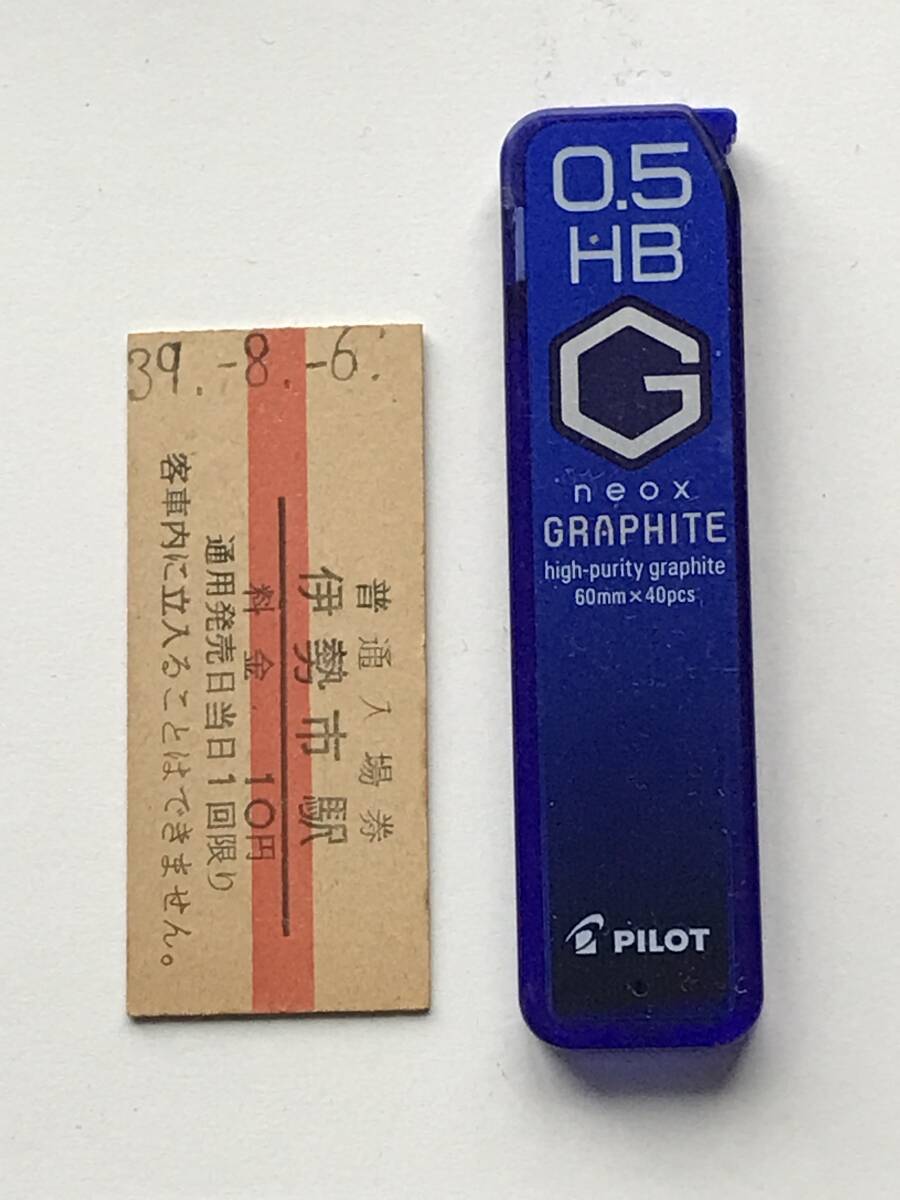 39.-8.-6.
普通入場券
伊勢市駅
料金 10円
通用発売日当日1回限り
客車内に立入ることはできません。
0.5
HB
G
neox
GRAPHITE
high-purity graphite
60mm×40pcs
PILOT